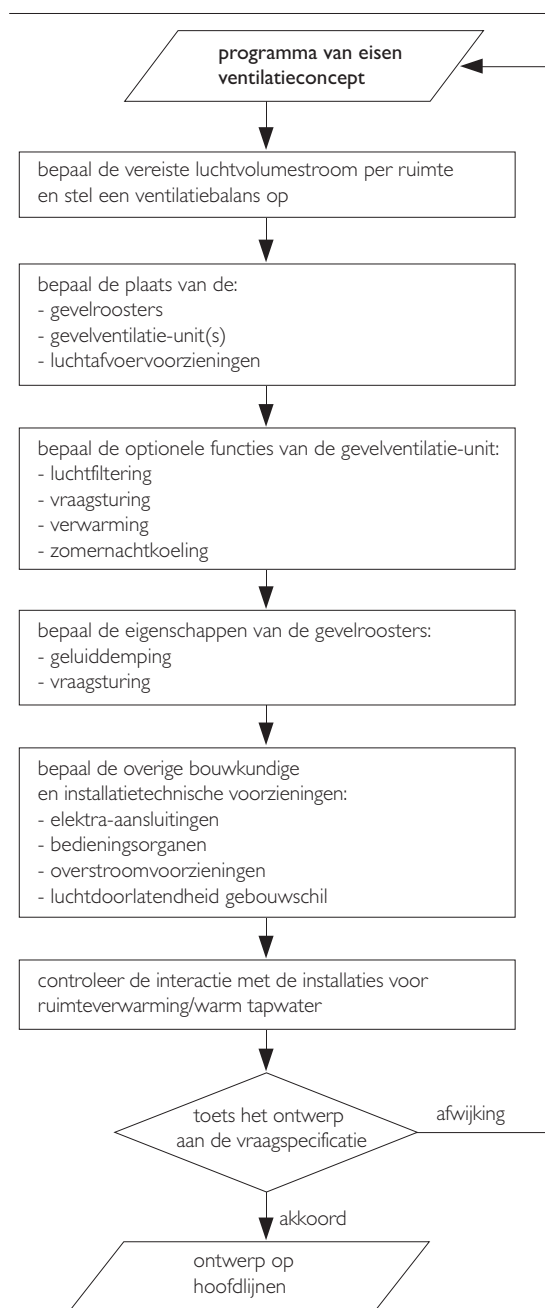 programma van eisen
ventilatieconcept
bepaal de vereiste luchtvolumestroom per ruimte
en stel een ventilatiebalans op
bepaal de plaats van de:
- gevelroosters
- gevelventilatie-unit(s)
- luchtafvoervoorzieningen
bepaal de optionele functies van de gevelventilatie-unit:
- luchtfiltering
- vraagsturing
- verwarming
- zomernachtkoeling
bepaal de eigenschappen van de gevelroosters:
- geluiddemping
- vraagsturing
bepaal de overige bouwkundige
en installatietechnische voorzieningen:
- elektra-aansluitingen
- bedieningsorganen
- overstroomvoorzieningen
- luchtdoorlatendheid gebouwschil
controleer de interactie met de installaties voor
ruimteverwarming/warm tapwater
toets het ontwerp
aan de vraagspecificatie
afwijking
akkoord
ontwerp op
hoofdlijnen